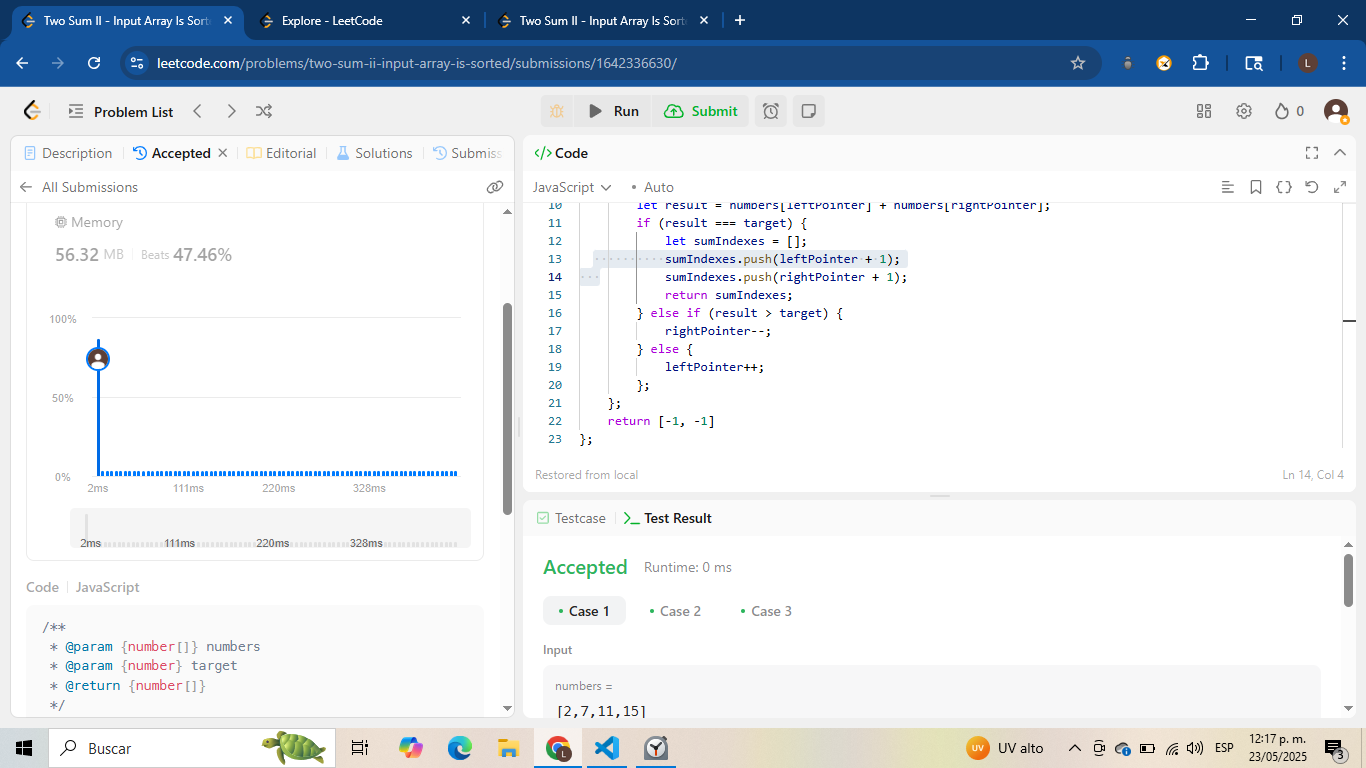 Two Sum II - Input Array Is Sort
Explore - LeetCode
Two Sum II - Input Array Is Sort
leetcode.com/problems/two-sum-ii-input-array-is-sorted/submissions/1642336630/
L
Problem List
Run
Submit
0
Description
Accepted
Editorial
Solutions
Submiss
All Submissions
Memory
56.32 MB
Beats 47.46%
100%
50%
0%
2ms 111ms 220ms 328ms
2ms 111ms 220ms 328ms
Code
JavaScript
/**
* @param {number[]} numbers
* @param {number} target
* @return {number[]}
*/
</> Code
JavaScript
Auto
10 let result = numbers[leftPointer] + numbers[rightPointer];
11 if (result === target) {
12 let sumIndexes = [];
13 sumIndexes.push(leftPointer + 1);
14 sumIndexes.push(rightPointer + 1);
15 return sumIndexes;
16 } else if (result > target) {
17 rightPointer--;
18 } else {
19 leftPointer++;
20 };
21 };
22 return [-1, -1]
23 };
Restored from local
Ln 14, Col 4
Testcase
Test Result
Accepted
Runtime: 0 ms
• Case 1
• Case 2
• Case 3
Input
numbers =
[2,7,11,15]
Buscar
L
UV
UV alto
ESP
12:17 p. m.
23/05/2025
3